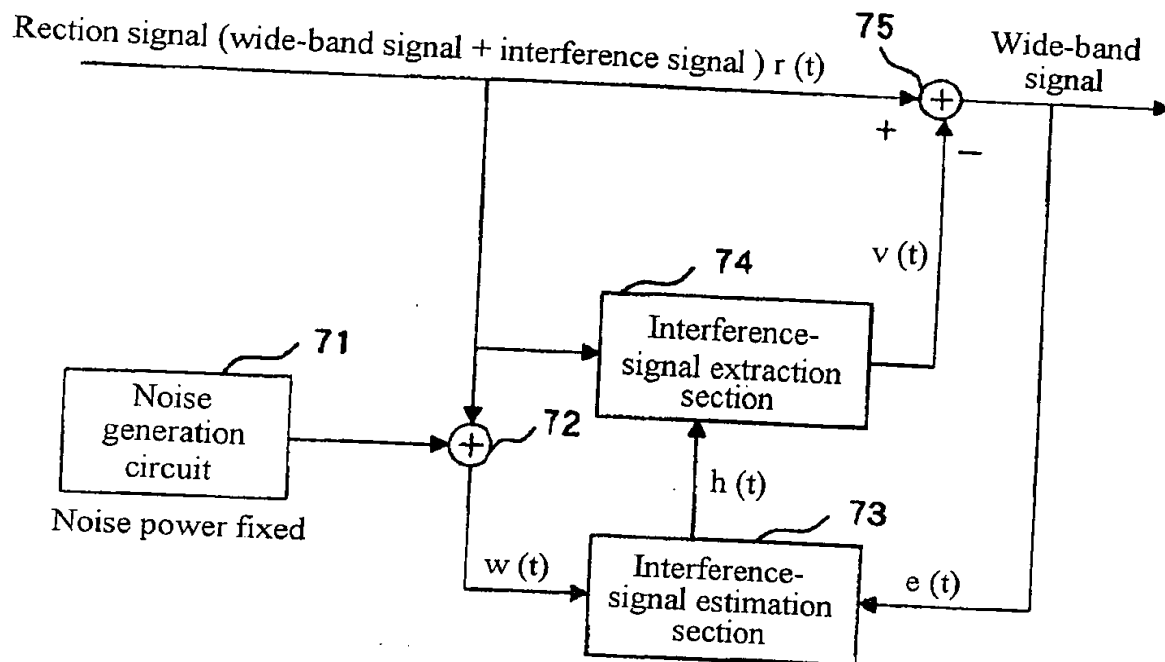 Rection signal (wide-band signal + interference signal ) r (t)
75
Wide-band
signal
+
+
−
v (t)
74
Interference-
signal extraction
section
71
Noise
generation
circuit
+
72
Noise power fixed
h (t)
73
w (t)
Interference-
signal estimation
section
e (t)